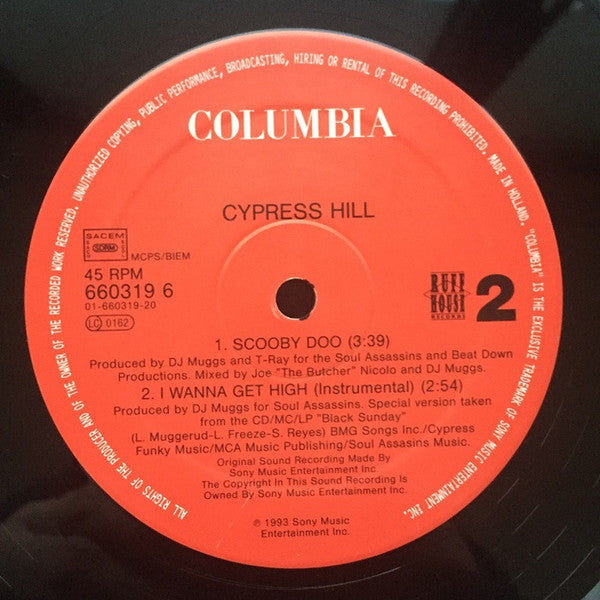 ALL RIGHTS OF THE PRODUCER AND OF THE OWNER OF THE RECORDED WORK RESERVED. UNAUTHORIZED COPYING, PUBLIC PERFORMANCE, BROADCASTING, HIRING OR RENTAL OF THIS RECORDING PROHIBITED. MADE IN HOLLAND. "COLUMBIA" IS THE EXCLUSIVE TRADEMARK OF SONY MUSIC ENTERTAINMENT INC.
COLUMBIA
CYPRESS HILL
SACEM
SDRM
MCPS/BIEM
45 RPM
660319 6
01-660319-20
LC 0162
RUFF
HOUSE
RECORDS
2
1. SCOOBY DOO (3:39)
Produced by DJ Muggs and T-Ray for the Soul Assassins and Beat Down
Productions. Mixed by Joe "The Butcher" Nicolo and DJ Muggs.
2. I WANNA GET HIGH (Instrumental) (2:54)
Produced by DJ Muggs for Soul Assassins. Special version taken
from the CD/MC/LP "Black Sunday"
(L. Muggerud-L. Freeze-S. Reyes) BMG Songs Inc./Cypress
Funky Music/MCA Music Publishing/Soul Assasins Music.
Original Sound Recording Made By
Sony Music Entertainment Inc.
The Copyright In This Sound Recording Is
Owned By Sony Music Entertainment Inc.
℗ 1993 Sony Music
Entertainment Inc.